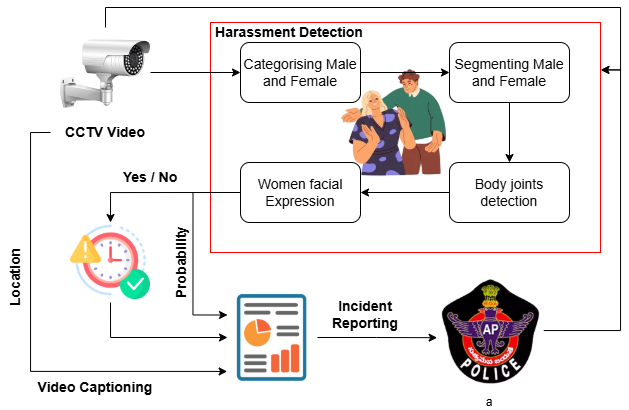 Harassment Detection
Categorising Male
and Female
Segmenting Male
and Female
CCTV Video
Yes / No
Women facial
Expression
Body joints
detection
Location
Probability
Incident
Reporting
AP
POLICE
Video Captioning
a